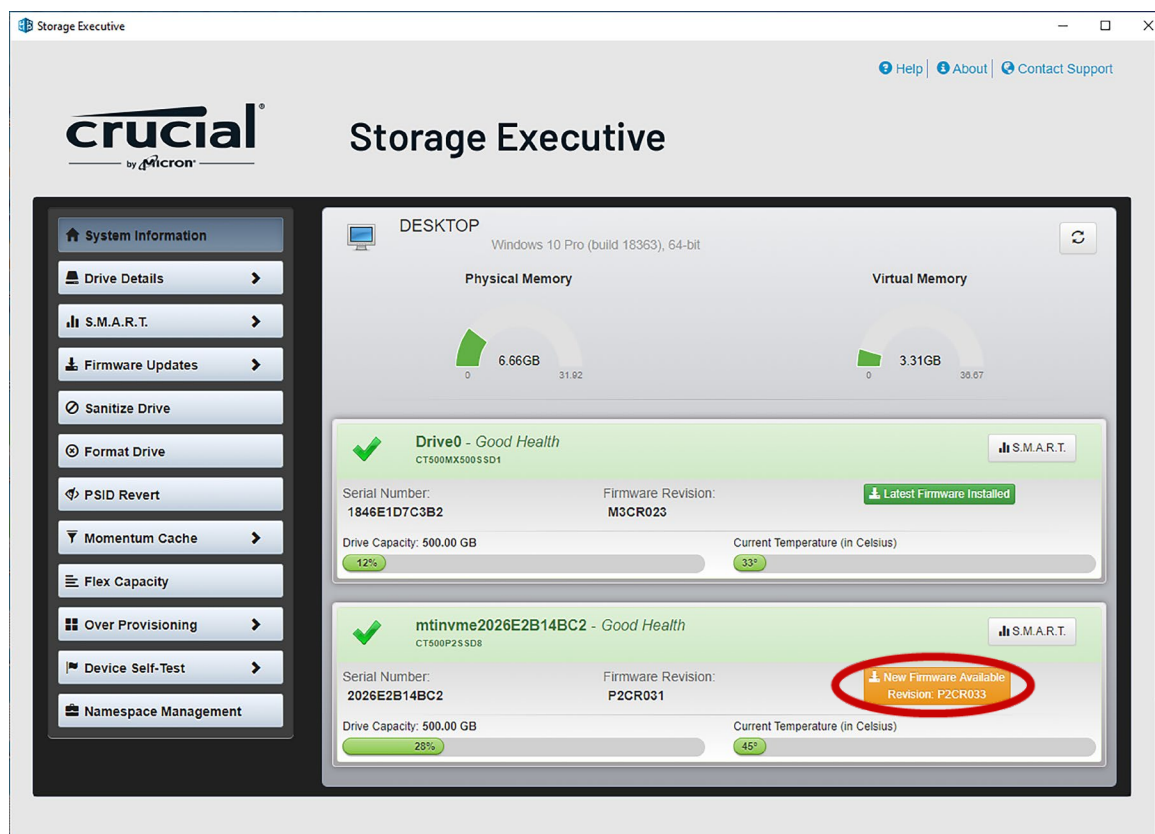 Storage Executive
Help About Contact Support
crucial®
by Micron®
Storage Executive
System Information
Drive Details
S.M.A.R.T.
Firmware Updates
Sanitize Drive
Format Drive
PSID Revert
Momentum Cache
Flex Capacity
Over Provisioning
Device Self-Test
Namespace Management
DESKTOP
Windows 10 Pro (build 18363), 64-bit
Physical Memory Virtual Memory
6.66GB 3.31GB
0 31.92 0 36.67
Drive0 - Good Health
CT500MX500SSD1
S.M.A.R.T.
Serial Number: Firmware Revision:
1846E1D7C3B2 M3CR023
Latest Firmware Installed
Drive Capacity: 500.00 GB Current Temperature (in Celsius)
12% 33°
mtinvme2026E2B14BC2 - Good Health
CT500P2SSD8
S.M.A.R.T.
Serial Number: Firmware Revision:
2026E2B14BC2 P2CR031
New Firmware Available
Revision: P2CR033
Drive Capacity: 500.00 GB Current Temperature (in Celsius)
28% 45°